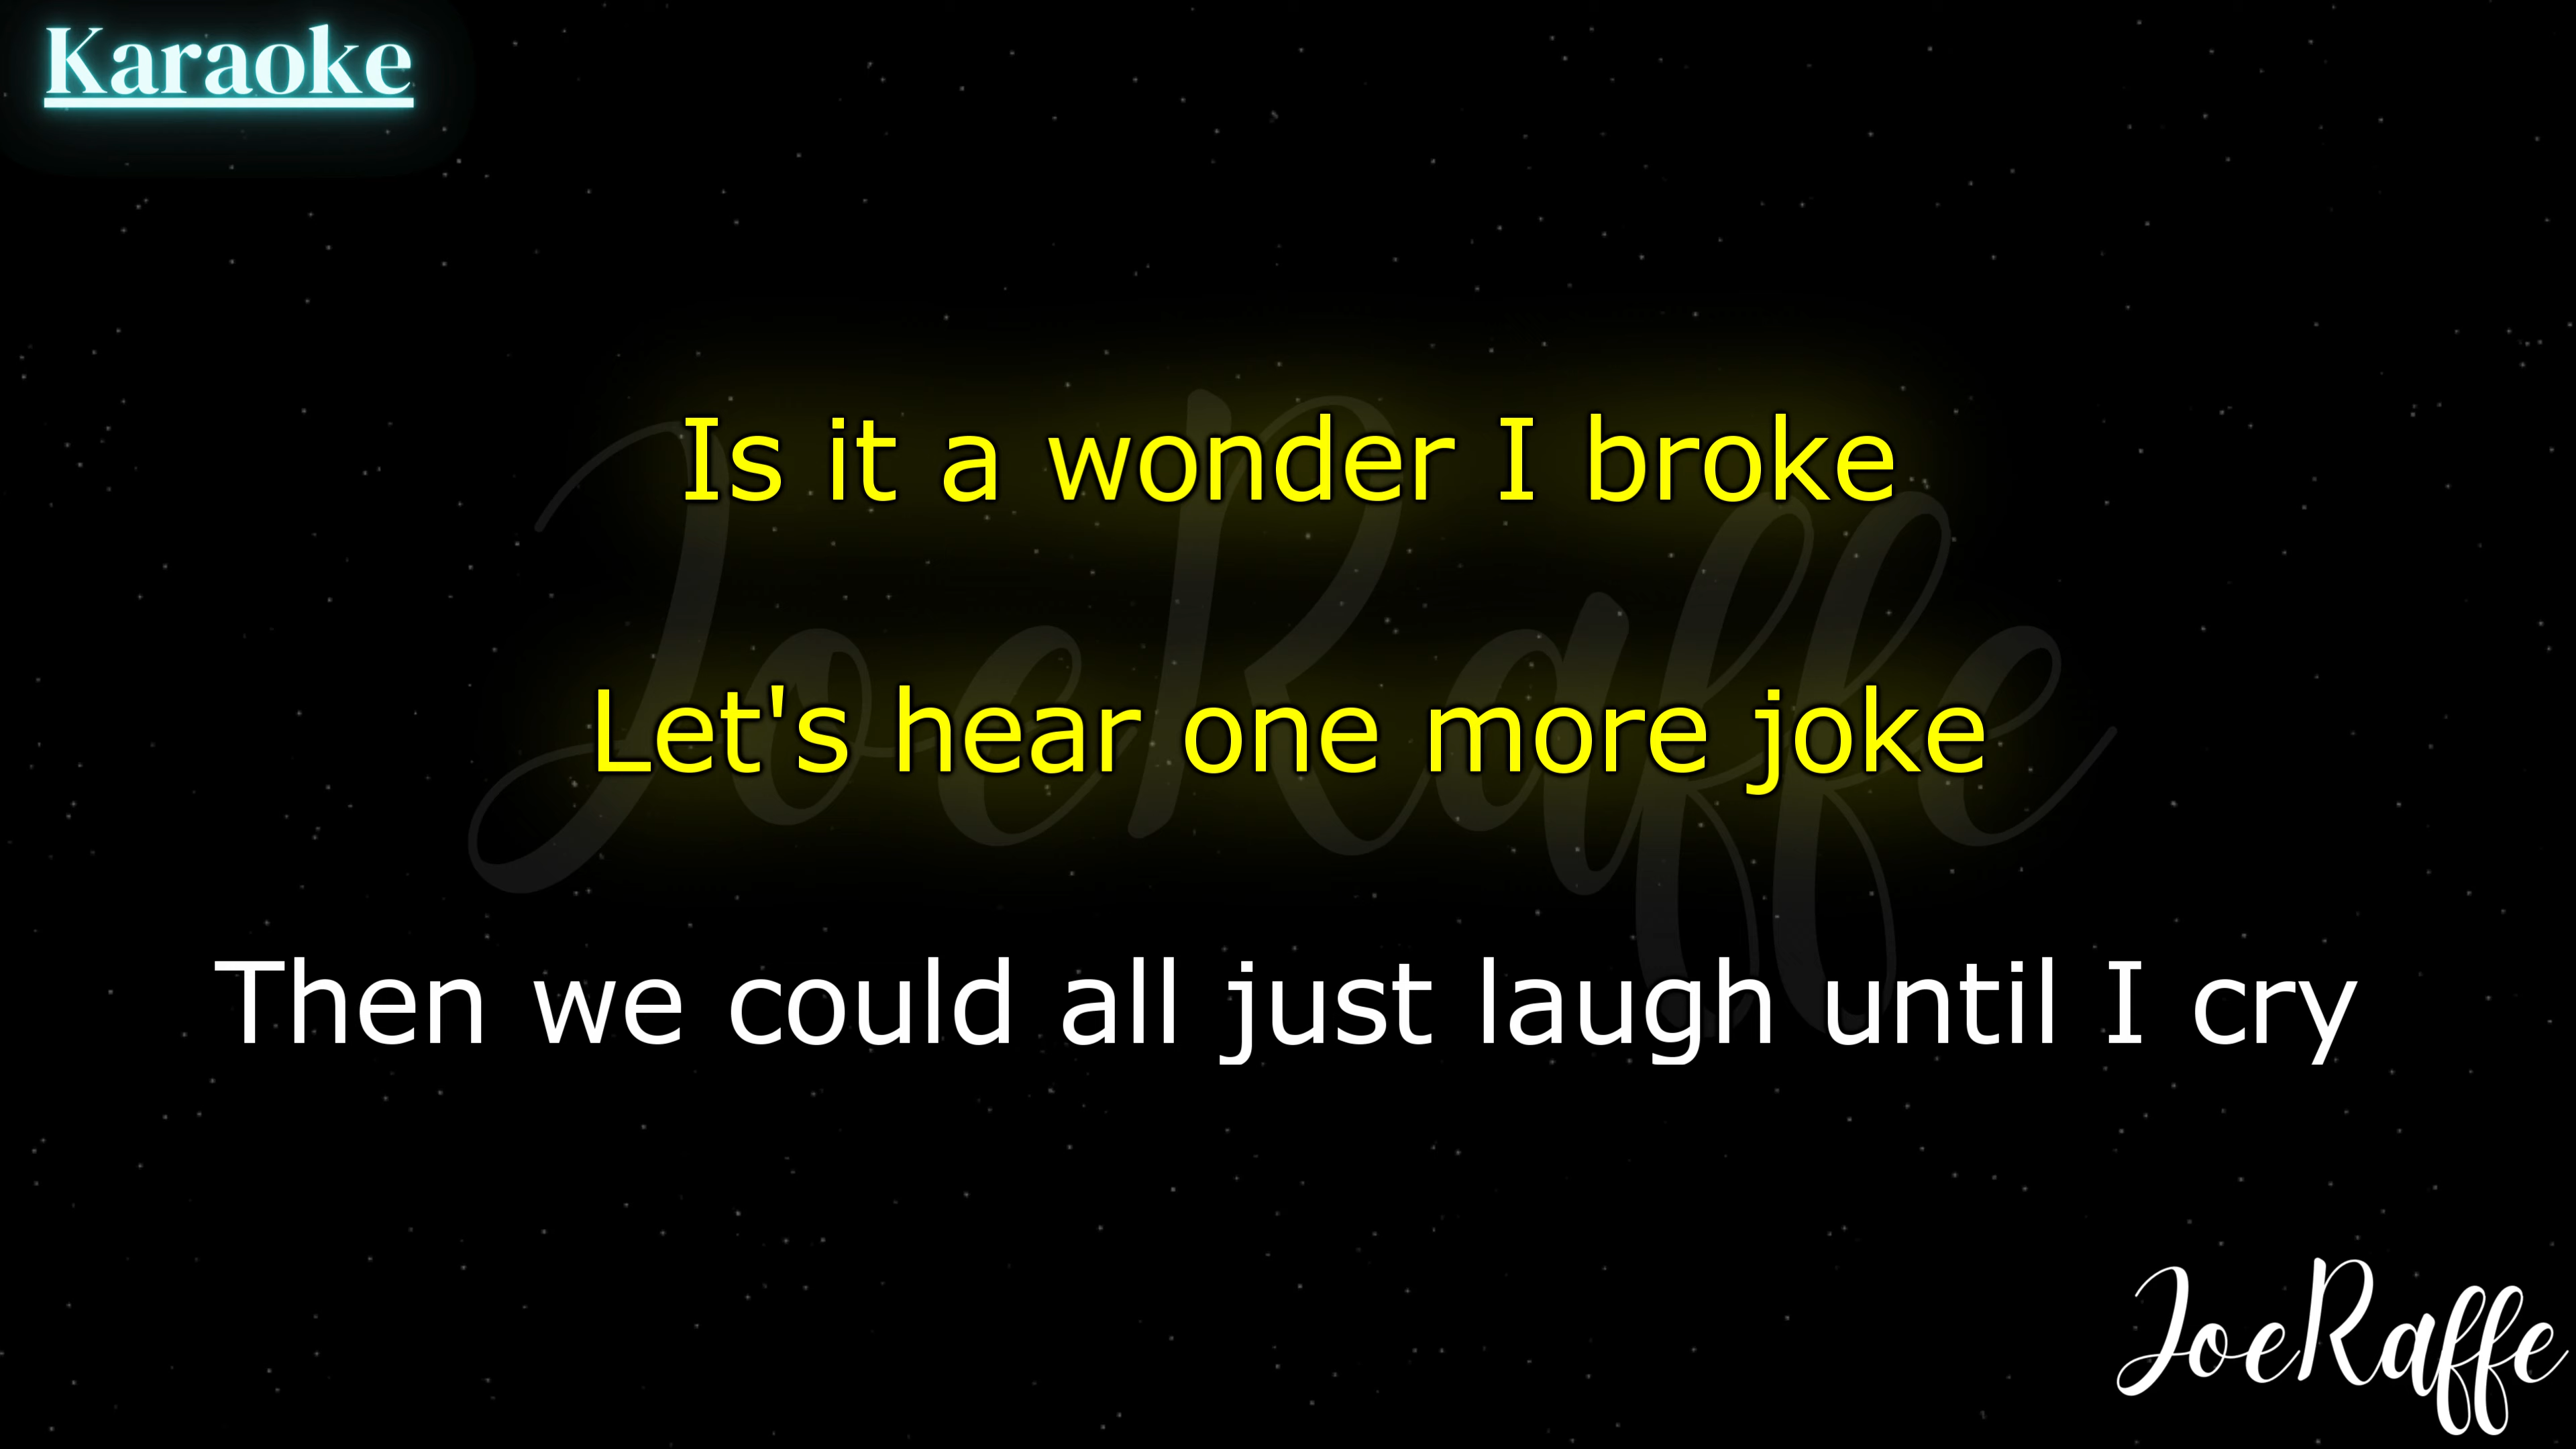 Karaoke
Is it a wonder I broke
Let's hear one more joke
Then we could all just laugh until I cry
JoeRaffe
JoeRaffe